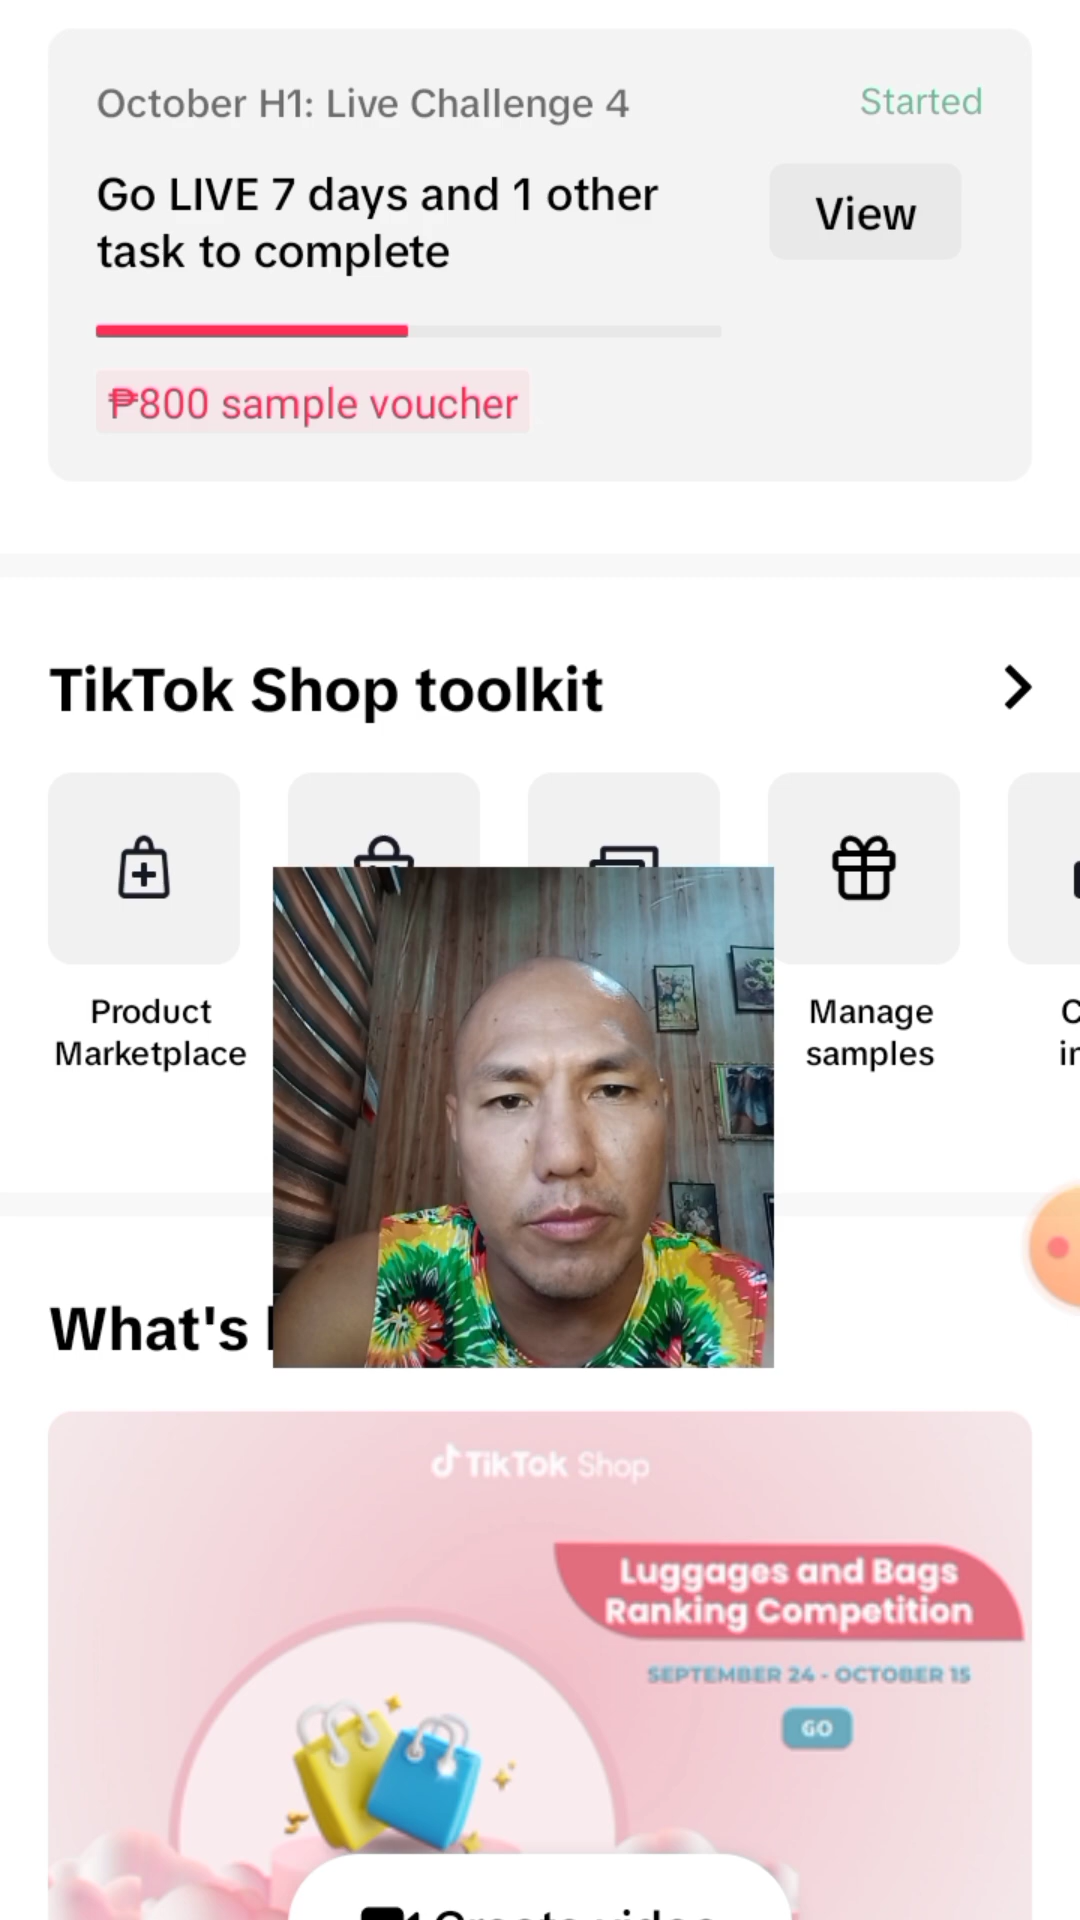 October H1: Live Challenge 4
Started
Go LIVE 7 days and 1 other
task to complete
View
₱800 sample voucher
TikTok Shop toolkit
Product
Marketplace
Manage
samples
What's
TikTok Shop
Luggages and Bags
Ranking Competition
SEPTEMBER 24 - OCTOBER 15
GO
Create video